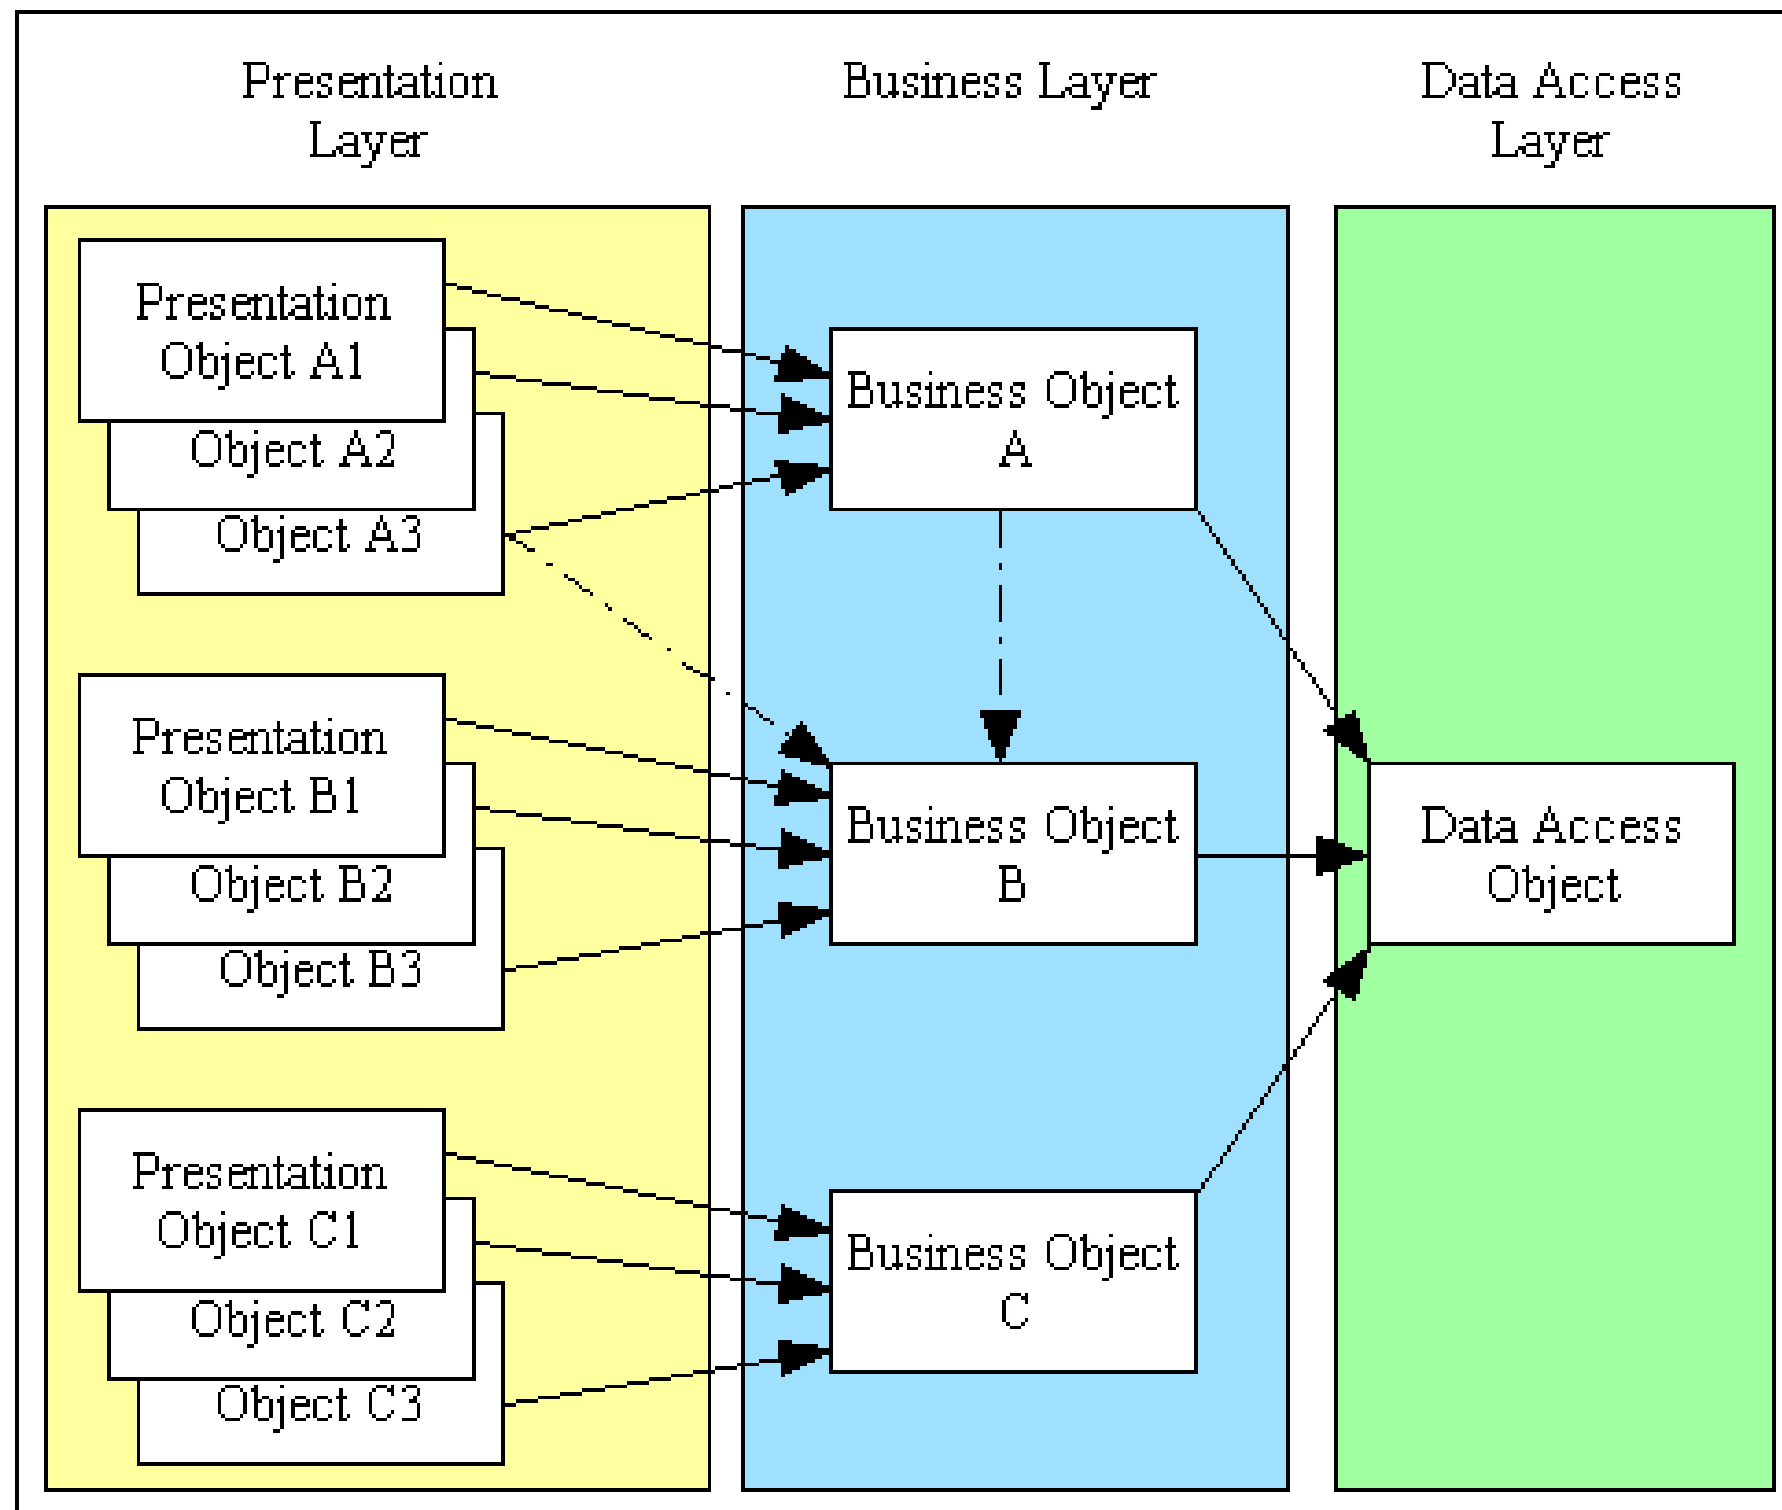 Presentation
Layer
Business Layer
Data Access
Layer
Presentation
Object A1
Object A2
Object A3
Presentation
Object B1
Object B2
Object B3
Presentation
Object C1
Object C2
Object C3
Business Object
A
Business Object
B
Business Object
C
Data Access
Object